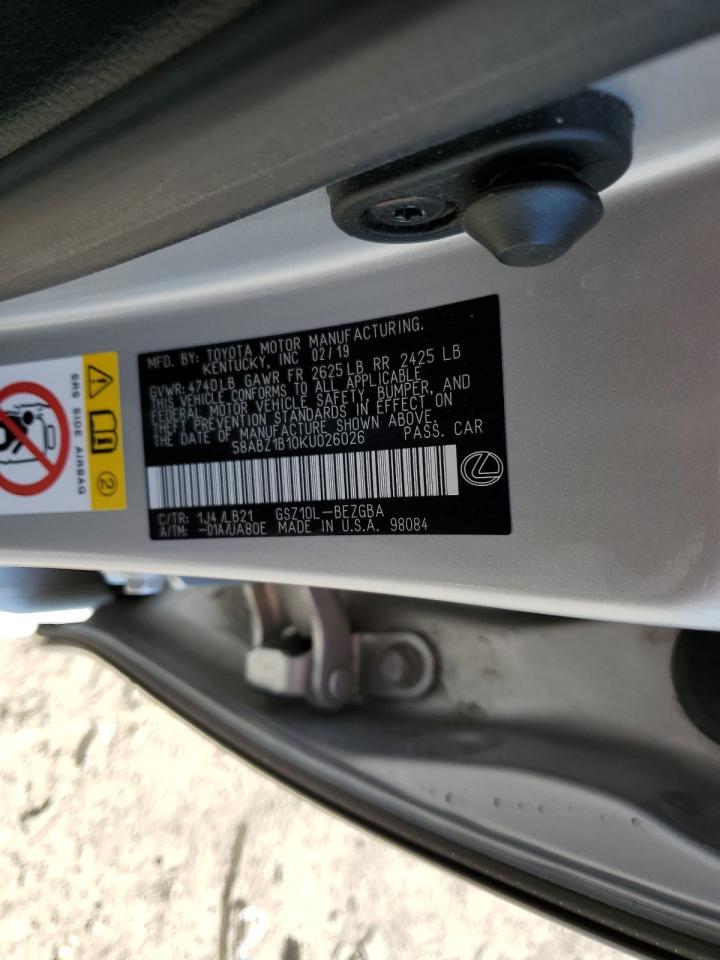 MFD. BY: TOYOTA MOTOR MANUFACTURING.
KENTUCKY, INC 02/19
GVWR: 4740LB GAWR FR 2625LB RR 2425 LB
THIS VEHICLE CONFORMS TO ALL APPLICABLE
FEDERAL MOTOR VEHICLE SAFETY, BUMPER, AND
THEFT PREVENTION STANDARDS IN EFFECT ON
THE DATE OF MANUFACTURE SHOWN ABOVE.
58ABZ1B10KU026026 PASS. CAR
C/TR: 1J4 /LB21 GSZ10L-BEZGBA
A/TM: -01A/UA80E MADE IN U.S.A. 98084
SRS SIDE AIRBAG
2